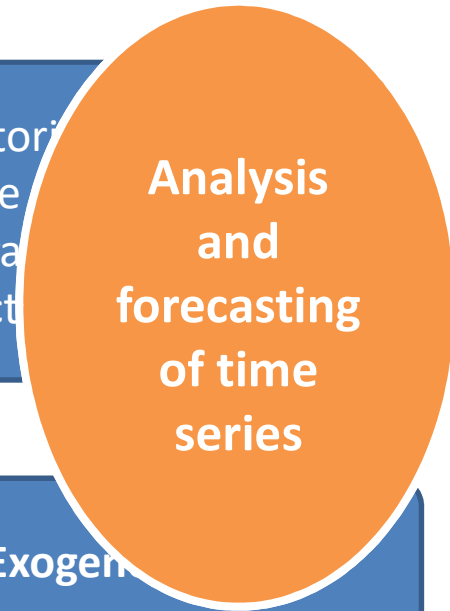 Analysis
and
forecasting
of time
series